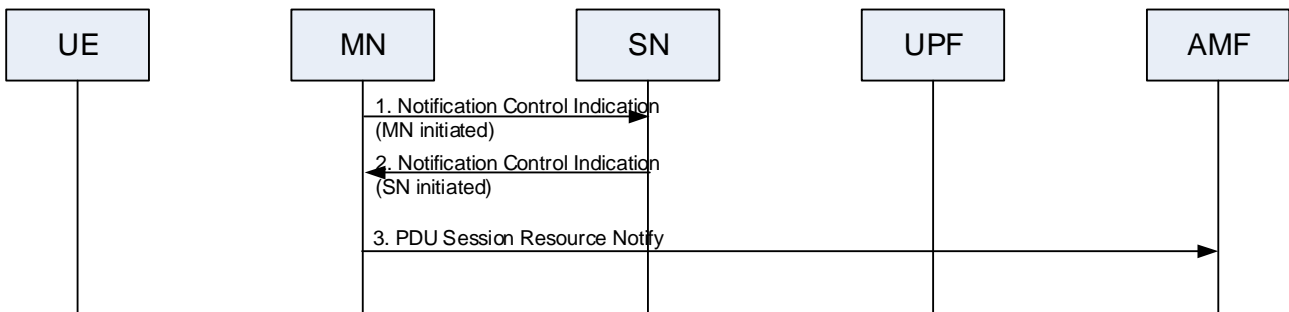 UE
MN
SN
UPF
AMF
1. Notification Control Indication
(MN initiated)
2. Notification Control Indication
(SN initiated)
3. PDU Session Resource Notify